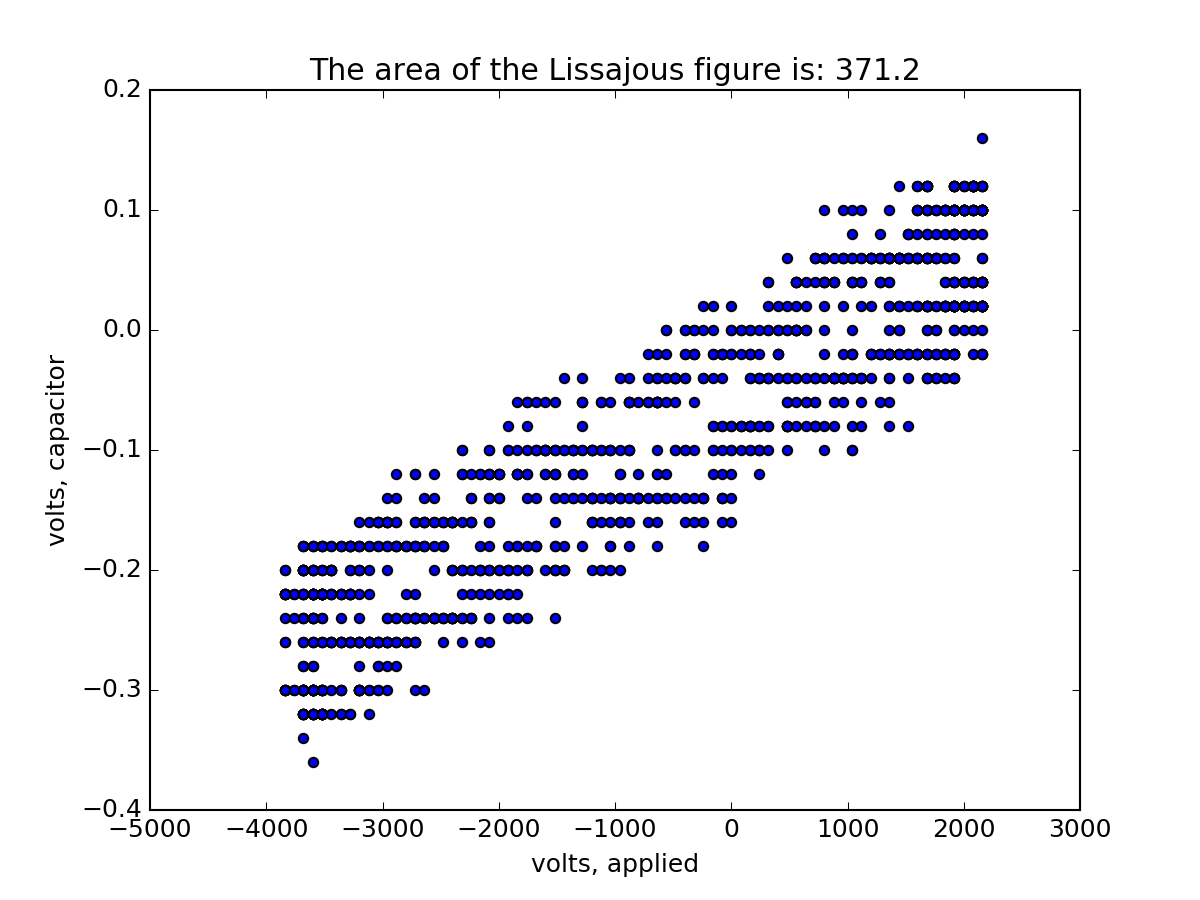 The area of the Lissajous figure is: 371.2
0.2
0.1
0.0
−0.1
−0.2
−0.3
−0.4
volts, capacitor
−5000 −4000 −3000 −2000 −1000 0 1000 2000 3000
volts, applied